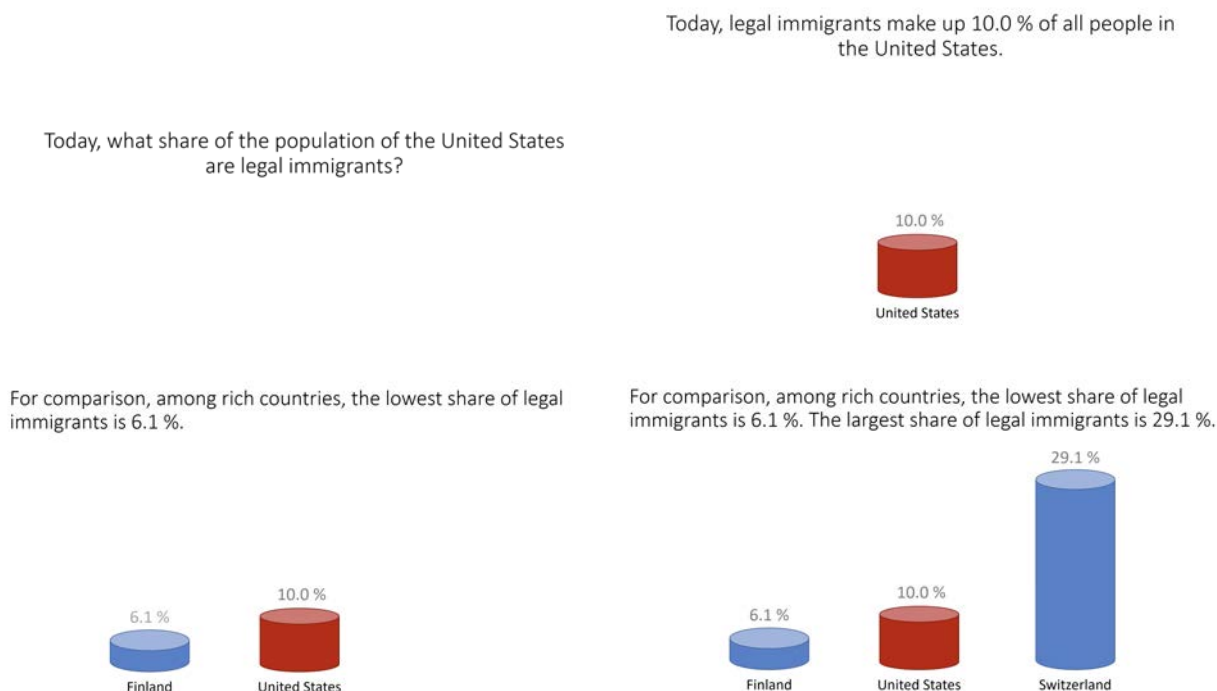 Today, what share of the population of the United States
are legal immigrants?
Today, legal immigrants make up 10.0 % of all people in
the United States.
10.0 %
United States
For comparison, among rich countries, the lowest share of legal
immigrants is 6.1 %.
6.1 %
10.0 %
Finland
United States
For comparison, among rich countries, the lowest share of legal
immigrants is 6.1 %. The largest share of legal immigrants is 29.1 %.
29.1 %
6.1 %
10.0 %
Finland
United States
Switzerland